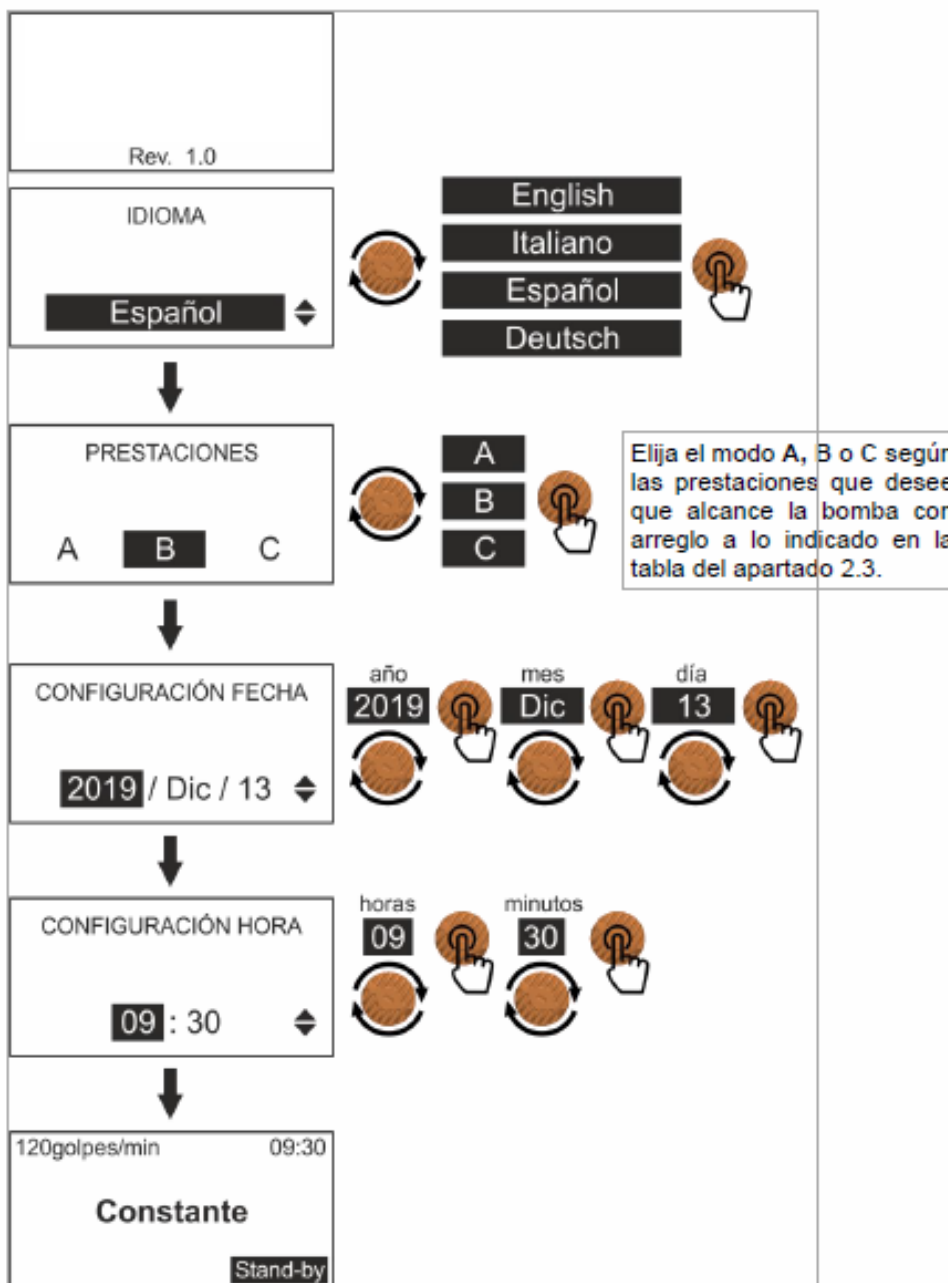 Rev. 1.0
IDIOMA
Español
English
Italiano
Español
Deutsch
PRESTACIONES
A B C
A
B
C
Elija el modo A, B o C según
las prestaciones que desee
que alcance la bomba con
arreglo a lo indicado en la
tabla del apartado 2.3.
CONFIGURACIÓN FECHA
2019 / Dic / 13
año mes día
2019 Dic 13
CONFIGURACIÓN HORA
09 : 30
horas minutos
09 30
120golpes/min 09:30
Constante
Stand-by